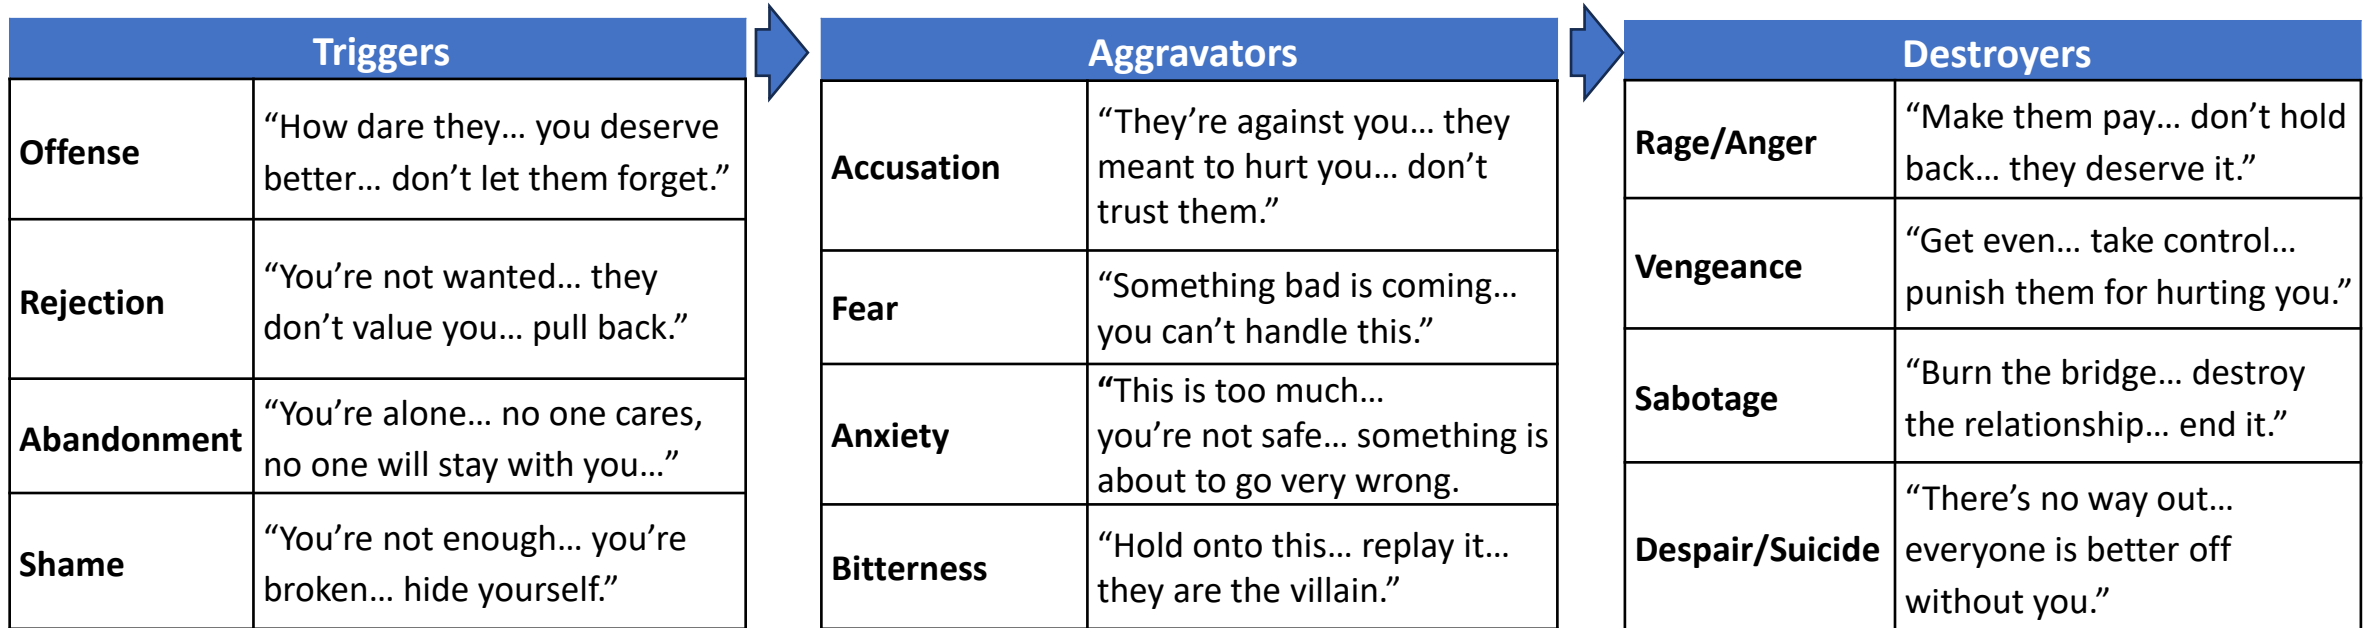 Triggers
Offense
“How dare they… you deserve
better… don’t let them forget.”
Rejection
“You’re not wanted… they
don’t value you… pull back.”
Abandonment
“You’re alone… no one cares,
no one will stay with you…”
Shame
“You’re not enough… you’re
broken… hide yourself.”
Aggravators
Accusation
“They’re against you… they
meant to hurt you… don’t
trust them.”
Fear
“Something bad is coming…
you can’t handle this.”
Anxiety
“This is too much…
you’re not safe… something is
about to go very wrong.
Bitterness
“Hold onto this… replay it…
they are the villain.”
Destroyers
Rage/Anger
“Make them pay… don’t hold
back… they deserve it.”
Vengeance
“Get even… take control…
punish them for hurting you.”
Sabotage
“Burn the bridge… destroy
the relationship… end it.”
Despair/Suicide
“There’s no way out…
everyone is better off
without you.”